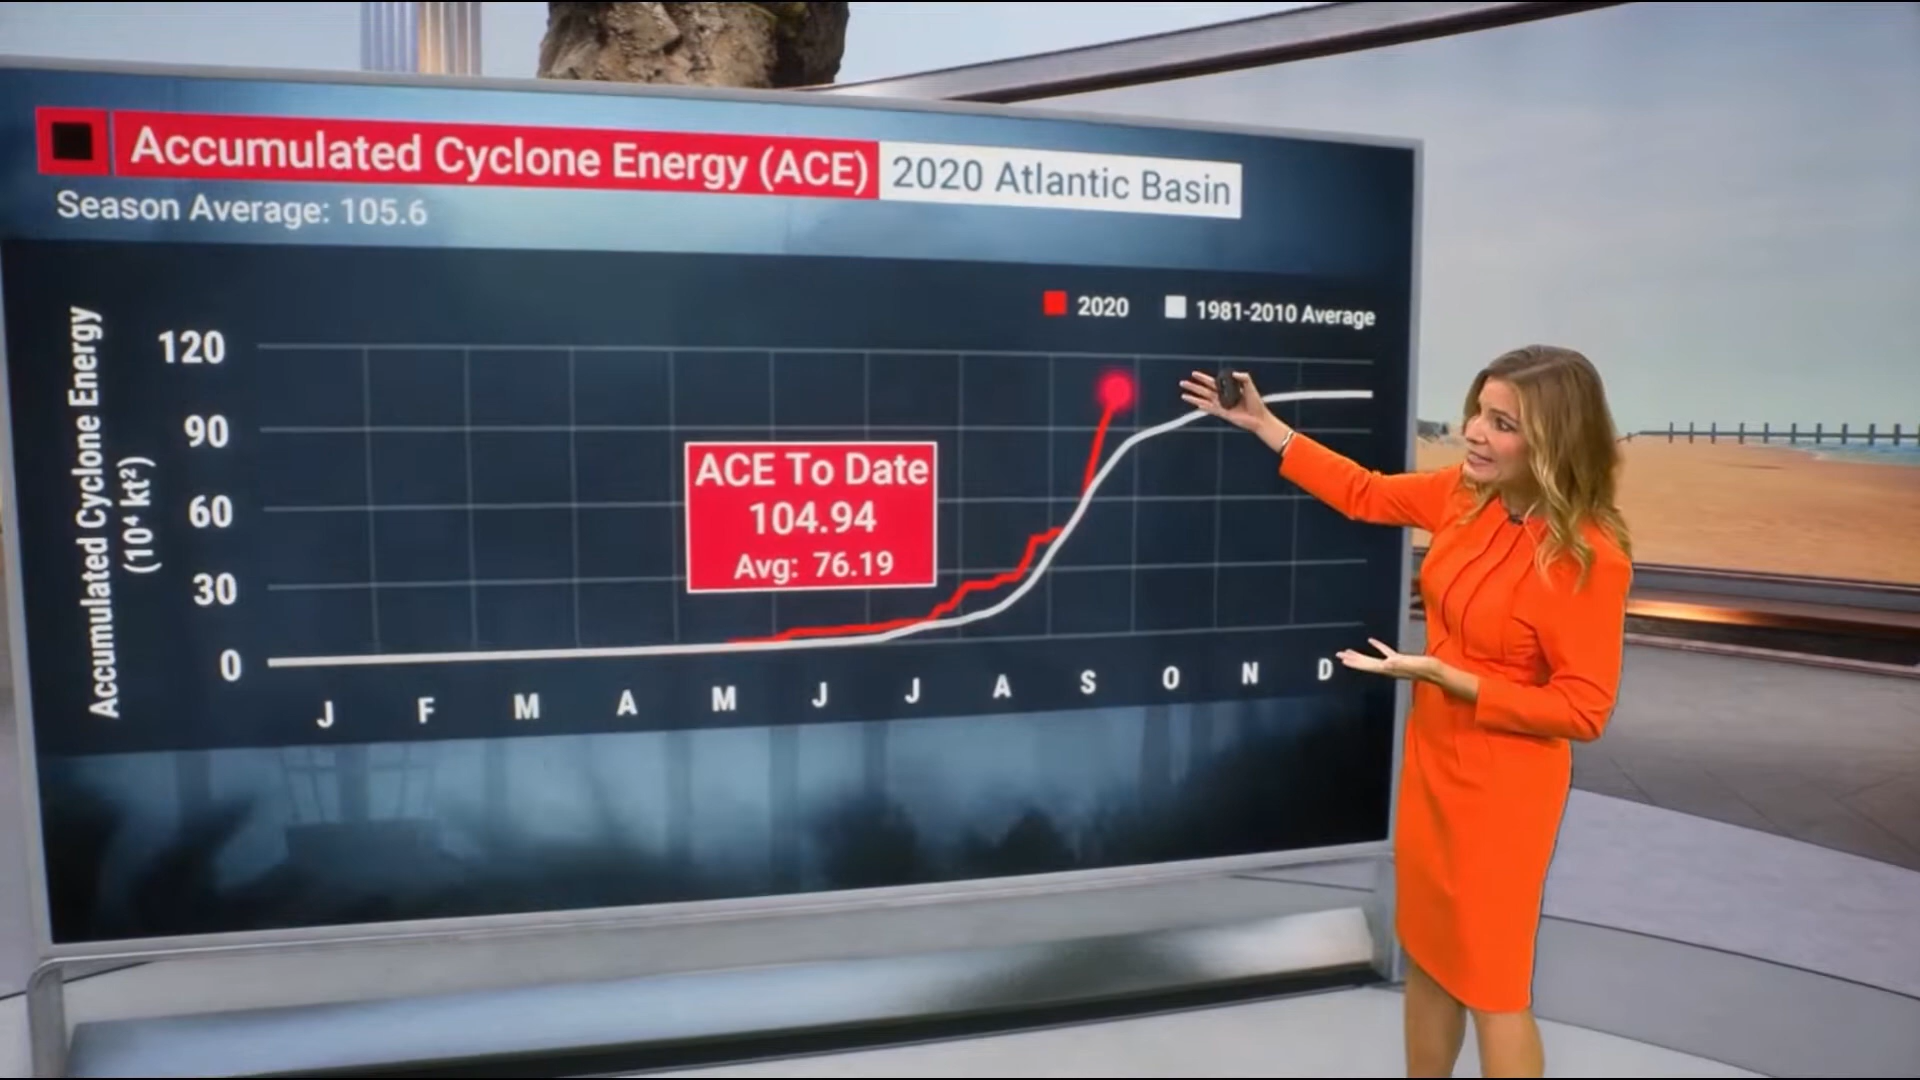 Accumulated Cyclone Energy (ACE) 2020 Atlantic Basin
Season Average: 105.6
2020 1981-2010 Average
Accumulated Cyclone Energy
(10⁴ kt²)
120
90
60
30
0
ACE To Date
104.94
Avg: 76.19
J F M A M J J A S O N D